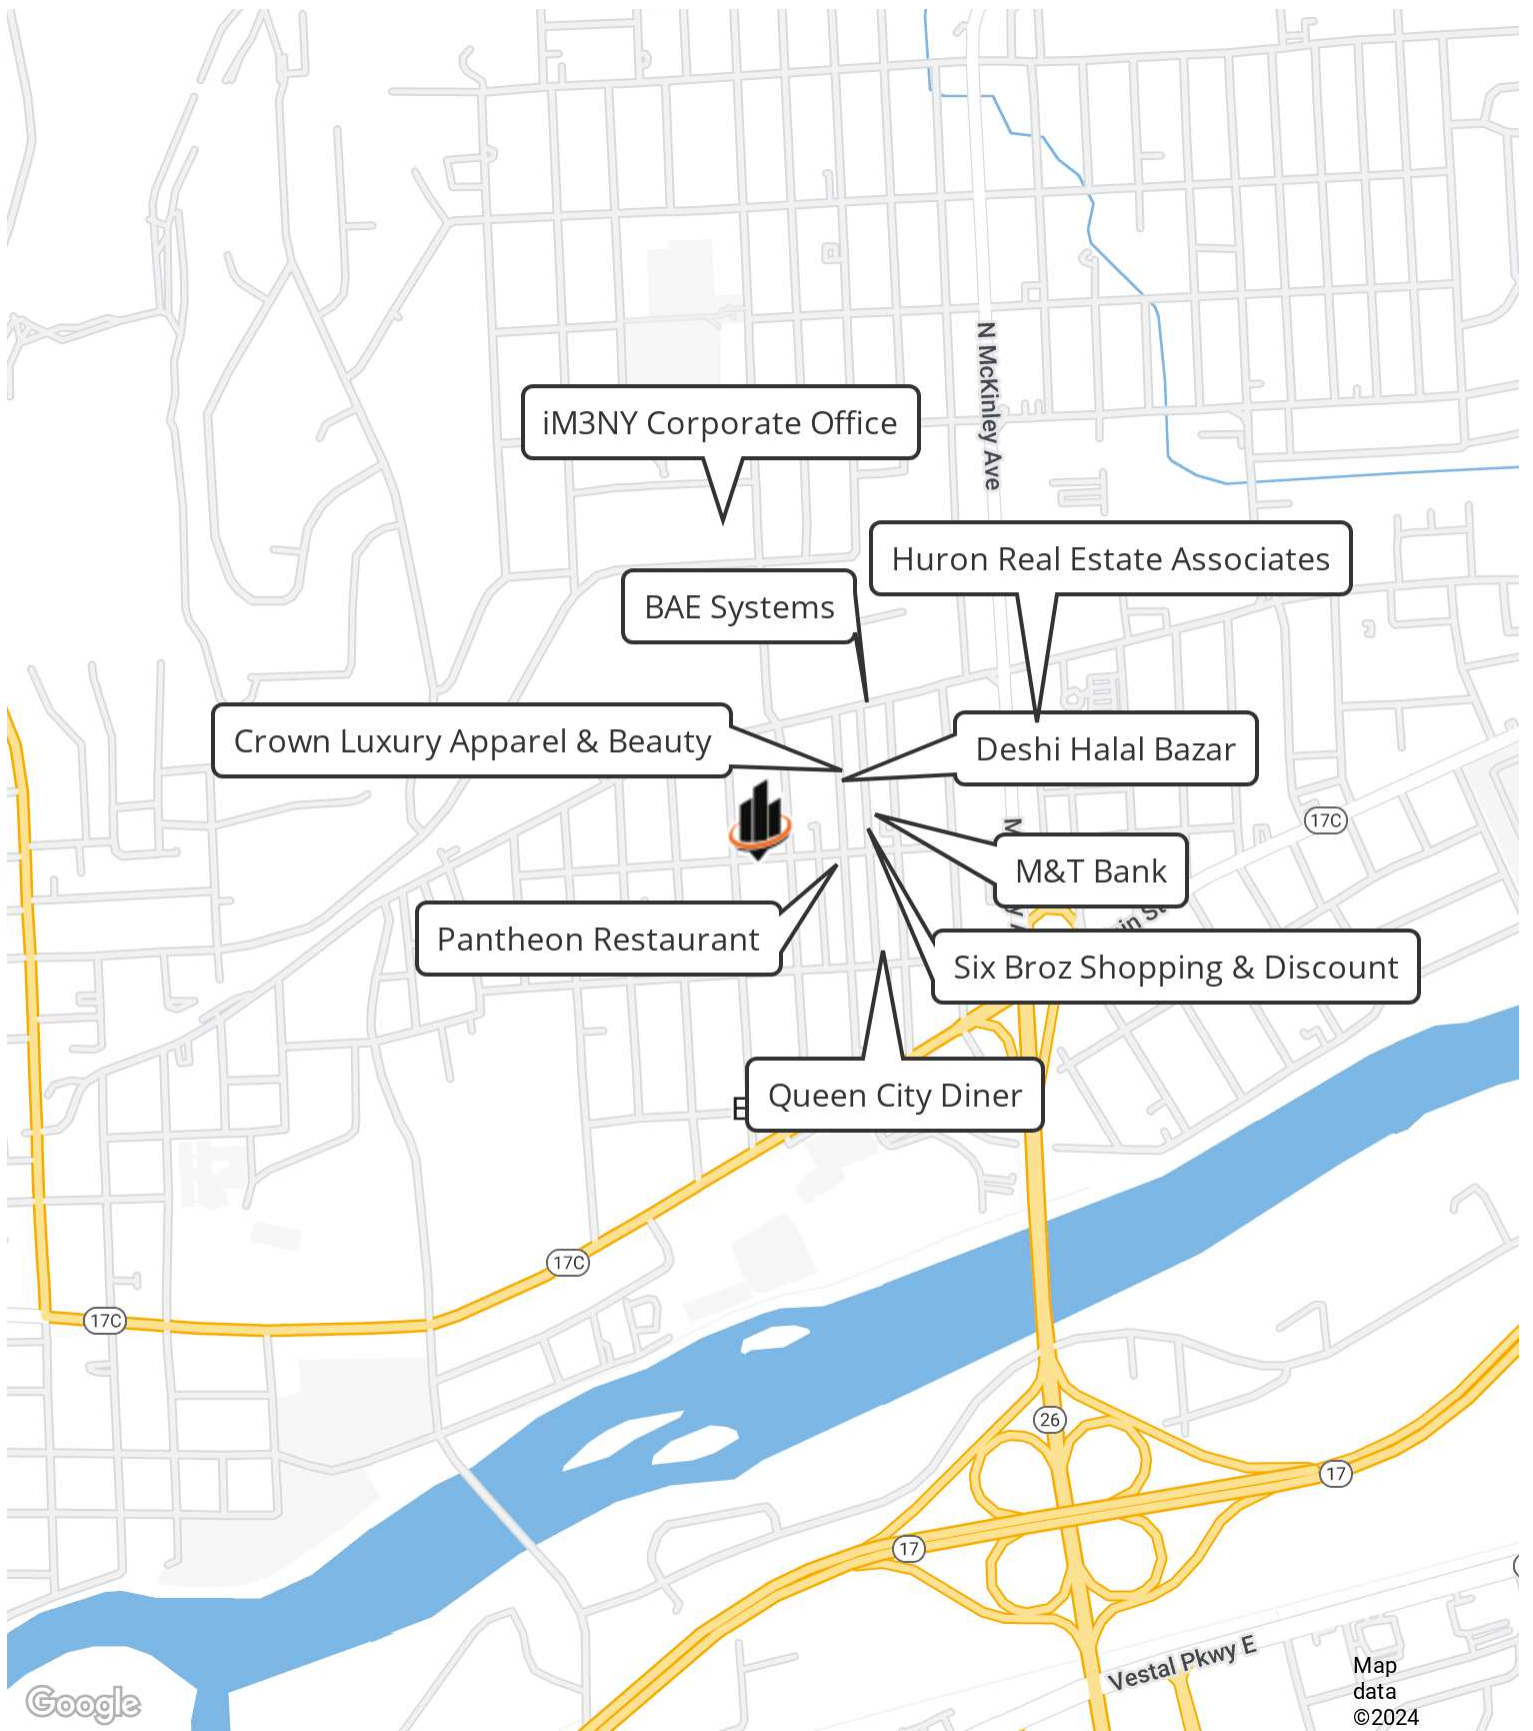 N McKinley Ave
iM3NY Corporate Office
Huron Real Estate Associates
BAE Systems
Crown Luxury Apparel & Beauty
Deshi Halal Bazar
17C
M&T Bank
Pantheon Restaurant
Six Broz Shopping & Discount
Queen City Diner
17C
17C
26
17
17
Vestal Pkwy E
Google
Map
data
©2024